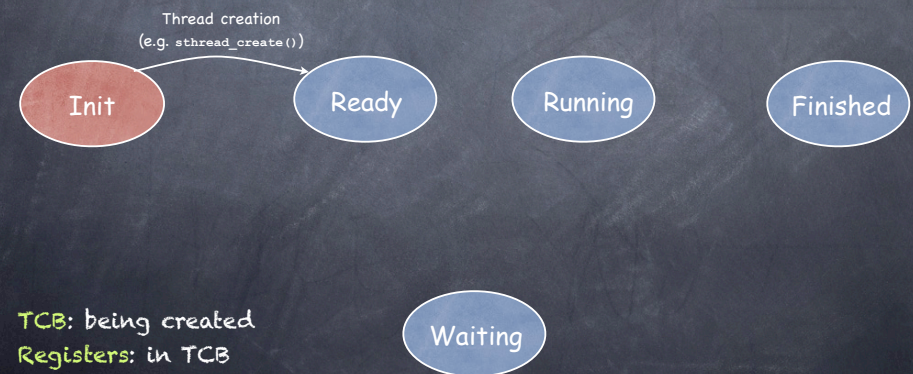 Thread creation
(e.g. sthread_create())
Init
Ready
Running
Finished
Waiting
TCB: being created
Registers: in TCB